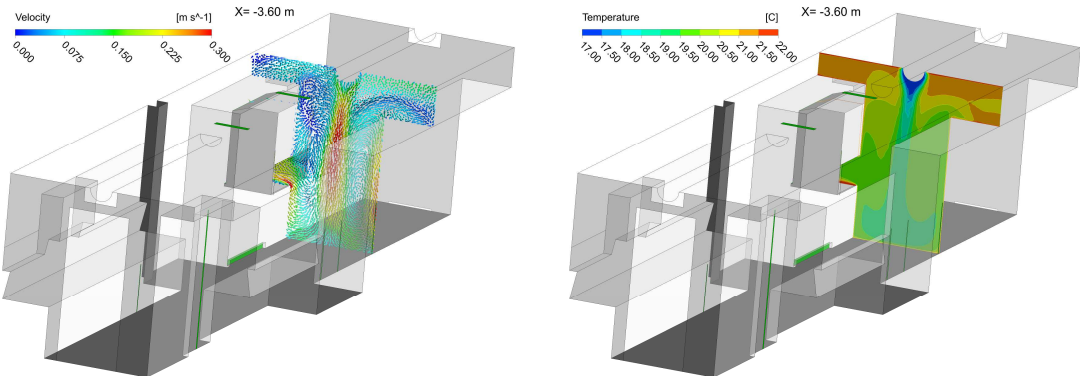 Velocity [m s^-1] X= -3.60 m
0.000 0.075 0.150 0.225 0.300
Temperature [C] X= -3.60 m
17.00 17.50 18.00 18.50 19.00 19.50 20.00 20.50 21.00 21.50 22.00